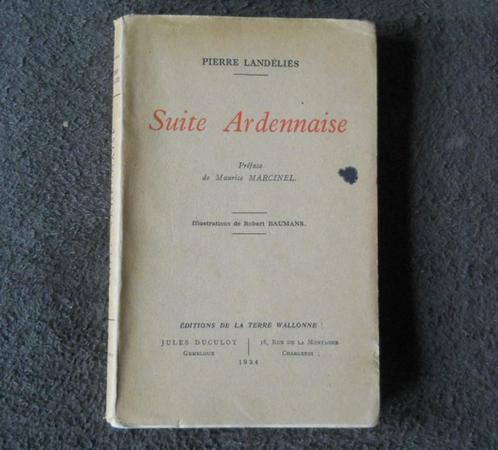 PIERRE LANDÉLIÈS
Suite Ardennaise
Préface
de Maurice MARCINEL.
Illustrations de Robert BAUMANS.
ÉDITIONS DE LA TERRE WALLONNE
JULES DUCULOT
GEMBLOUX
18, RUE DE LA MONTAGNE
CHARLEROI
1934